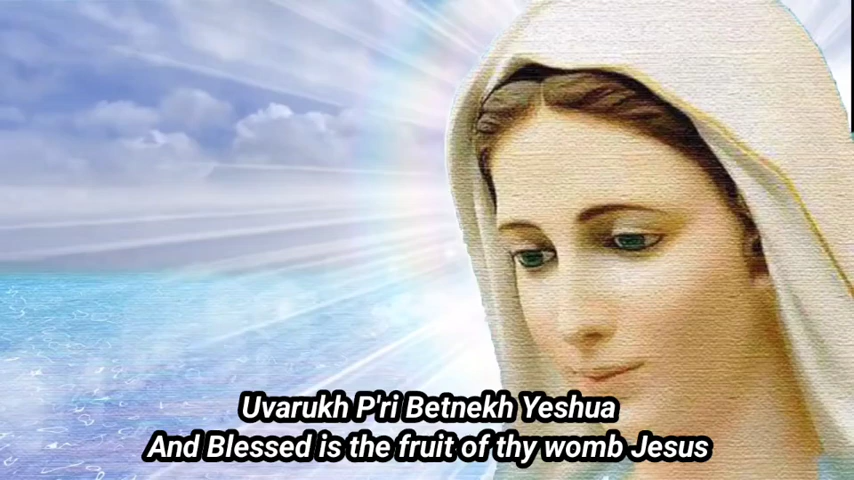 Uvarukh P'ri Betnekh Yeshua
And Blessed is the fruit of thy womb Jesus